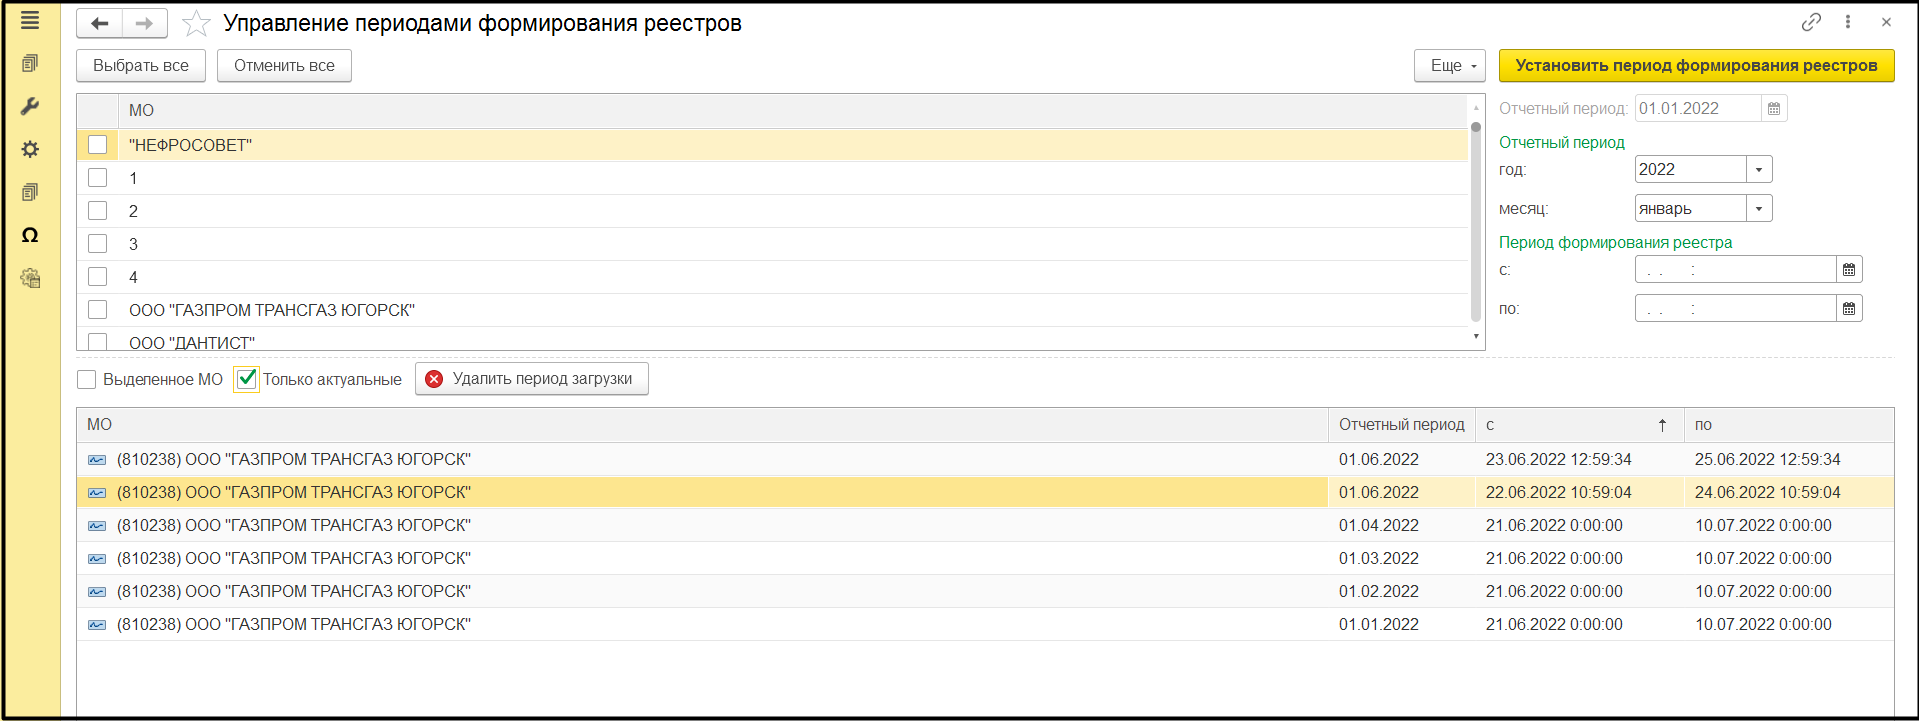 Управление периодами формирования реестров
Выбрать все Отменить все Еще Установить период формирования реестров
МО
"НЕФРОСОВЕТ"
1
2
3
4
ООО "ГАЗПРОМ ТРАНСГАЗ ЮГОРСК"
ООО "ДАНТИСТ"
Отчетный период: 01.01.2022
Отчетный период
год: 2022
месяц: январь
Период формирования реестра
с: . . :
по: . . :
Выделенное МО Только актуальные Удалить период загрузки
МО Отчетный период с по
(810238) ООО "ГАЗПРОМ ТРАНСГАЗ ЮГОРСК" 01.06.2022 23.06.2022 12:59:34 25.06.2022 12:59:34
(810238) ООО "ГАЗПРОМ ТРАНСГАЗ ЮГОРСК" 01.06.2022 22.06.2022 10:59:04 24.06.2022 10:59:04
(810238) ООО "ГАЗПРОМ ТРАНСГАЗ ЮГОРСК" 01.04.2022 21.06.2022 0:00:00 10.07.2022 0:00:00
(810238) ООО "ГАЗПРОМ ТРАНСГАЗ ЮГОРСК" 01.03.2022 21.06.2022 0:00:00 10.07.2022 0:00:00
(810238) ООО "ГАЗПРОМ ТРАНСГАЗ ЮГОРСК" 01.02.2022 21.06.2022 0:00:00 10.07.2022 0:00:00
(810238) ООО "ГАЗПРОМ ТРАНСГАЗ ЮГОРСК" 01.01.2022 21.06.2022 0:00:00 10.07.2022 0:00:00